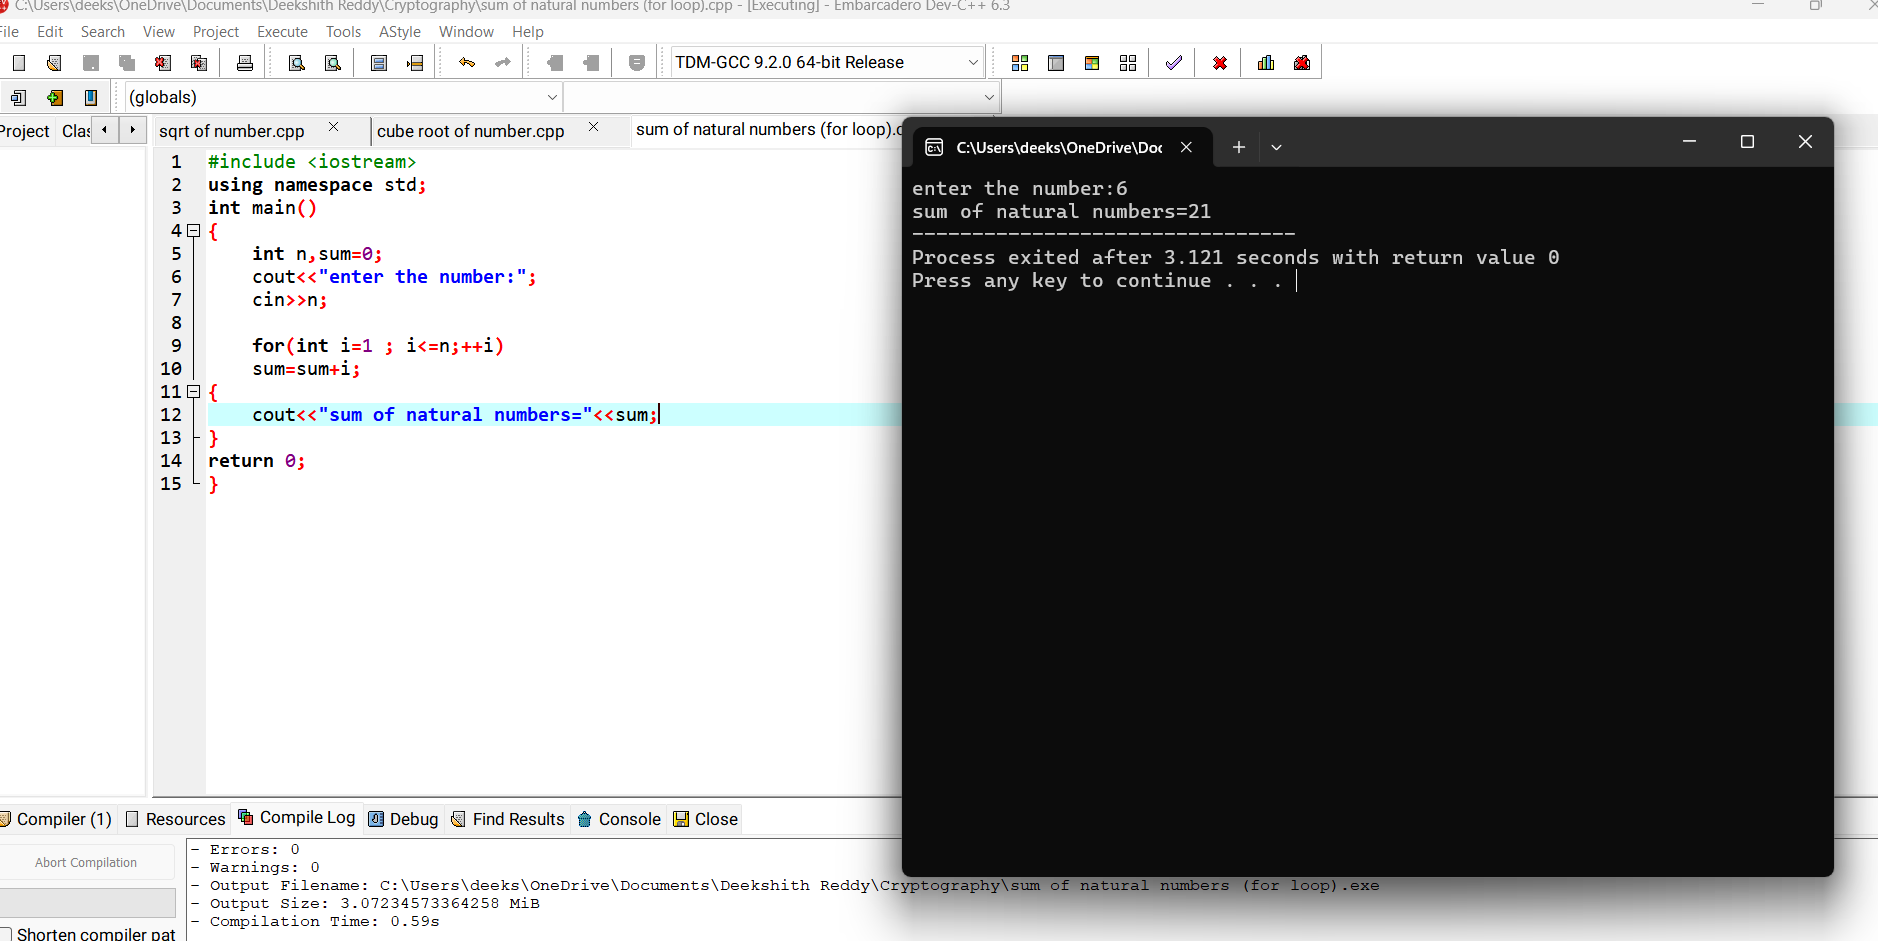 C:\Users\deeks\OneDrive\Documents\Deekshith Reddy\Cryptography\sum of natural numbers (for loop).cpp - [Executing] - Embarcadero Dev-C++ 6.3
File Edit Search View Project Execute Tools AStyle Window Help
TDM-GCC 9.2.0 64-bit Release
(globals)
Project Clas sqrt of number.cpp cube root of number.cpp sum of natural numbers (for loop).c
1 #include <iostream>
2 using namespace std;
3 int main()
4 {
5 int n,sum=0;
6 cout<<"enter the number:";
7 cin>>n;
8
9 for(int i=1 ; i<=n;++i)
10 sum=sum+i;
11 {
12 cout<<"sum of natural numbers="<<sum;
13 }
14 return 0;
15 }
C:\Users\deeks\OneDrive\Doc
enter the number:6
sum of natural numbers=21
--------------------------------
Process exited after 3.121 seconds with return value 0
Press any key to continue . . .
Compiler (1) Resources Compile Log Debug Find Results Console Close
Abort Compilation
Shorten compiler pat
- Errors: 0
- Warnings: 0
- Output Filename: C:\Users\deeks\OneDrive\Documents\Deekshith Reddy\Cryptography\sum of natural numbers (for loop).exe
- Output Size: 3.07234573364258 MiB
- Compilation Time: 0.59s